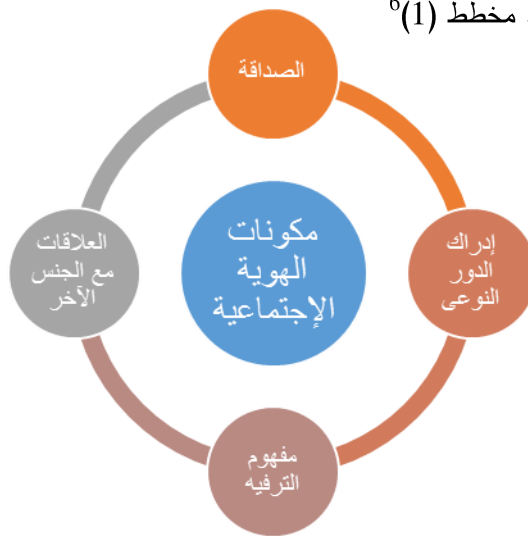 مخطط (1)6
الصداقة
إدراك
الدور
النوعى
مفهوم
الترفيه
العلاقات
مع الجنس
الآخر
مكونات
الهوية
الإجتماعية